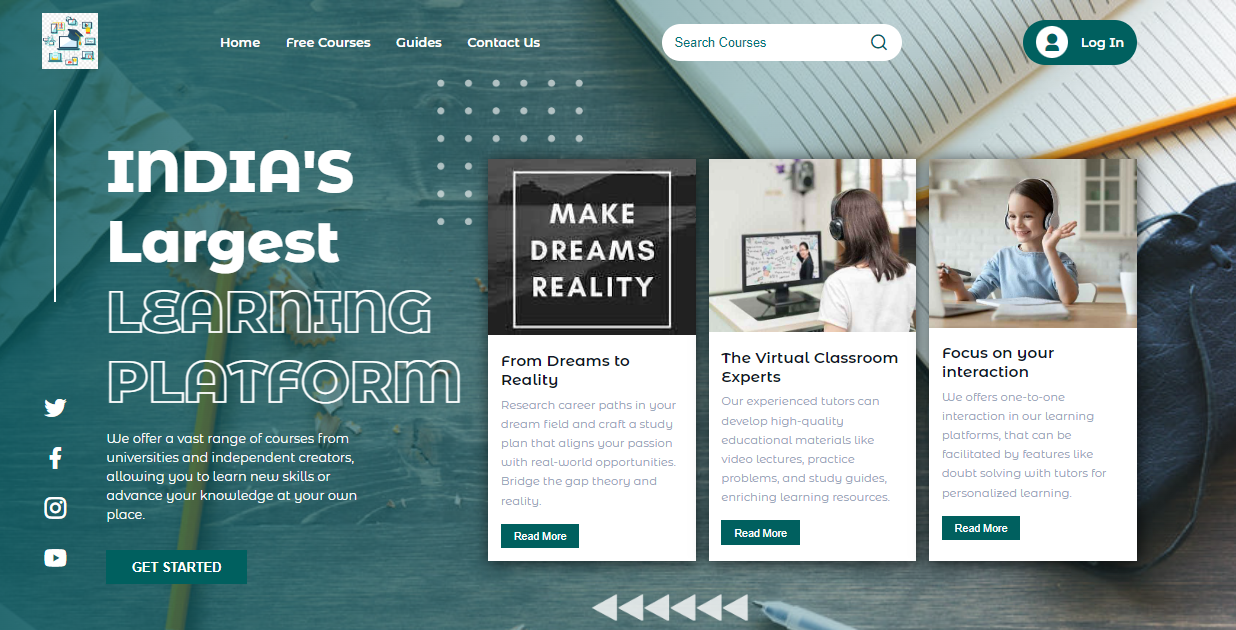 Home Free Courses Guides Contact Us
Search Courses
Log In
INDIA'S
Largest
LEARNING
PLATFORM
We offer a vast range of courses from
universities and independent creators,
allowing you to learn new skills or
advance your knowledge at your own
place.
GET STARTED
MAKE
DREAMS
REALITY
From Dreams to
Reality
Research career paths in your
dream field and craft a study
plan that aligns your passion
with real-world opportunities.
Bridge the gap theory and
reality.
Read More
The Virtual Classroom
Experts
Our experienced tutors can
develop high-quality
educational materials like
video lectures, practice
problems, and study guides,
enriching learning resources.
Read More
Focus on your
interaction
We offers one-to-one
interaction in our learning
platforms, that can be
facilitated by features like
doubt solving with tutors for
personalized learning.
Read More